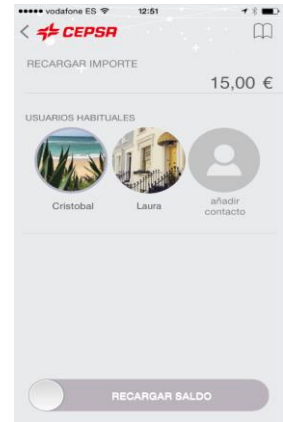 vodafone ES 12:51
CEPSA
RECARGAR IMPORTE
15,00 €
USUARIOS HABITUALES
Cristobal Laura añadir
contacto
RECARGAR SALDO